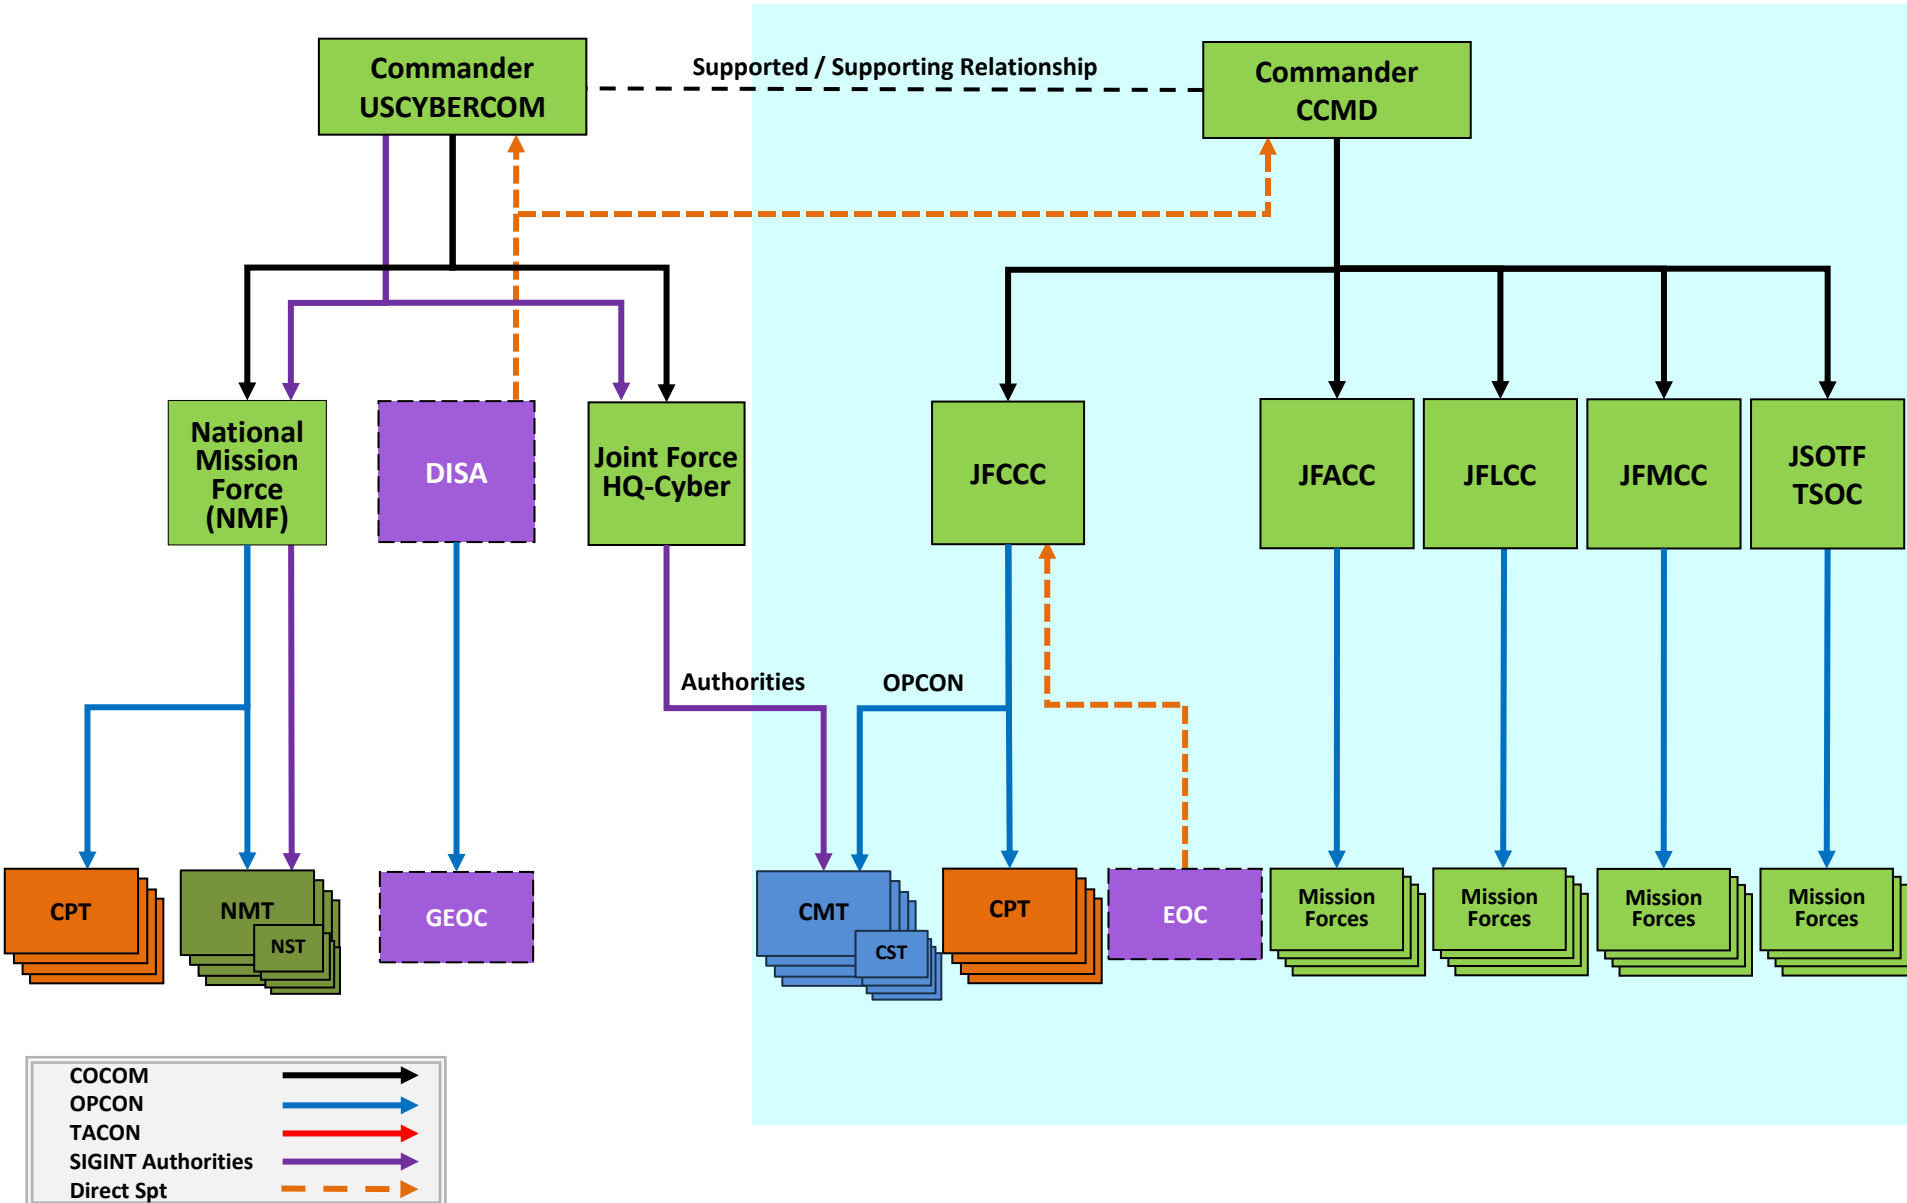 Commander
USCYBERCOM
Supported / Supporting Relationship
Commander
CCMD
National
Mission
Force
(NMF)
DISA
Joint Force
HQ-Cyber
JFCCC
JFACC
JFLCC
JFMCC
JSOTF
TSOC
Authorities
OPCON
CPT
NMT
NST
GEOC
CMT
CST
CPT
EOC
Mission
Forces
Mission
Forces
Mission
Forces
Mission
Forces
COCOM
OPCON
TACON
SIGINT Authorities
Direct Spt